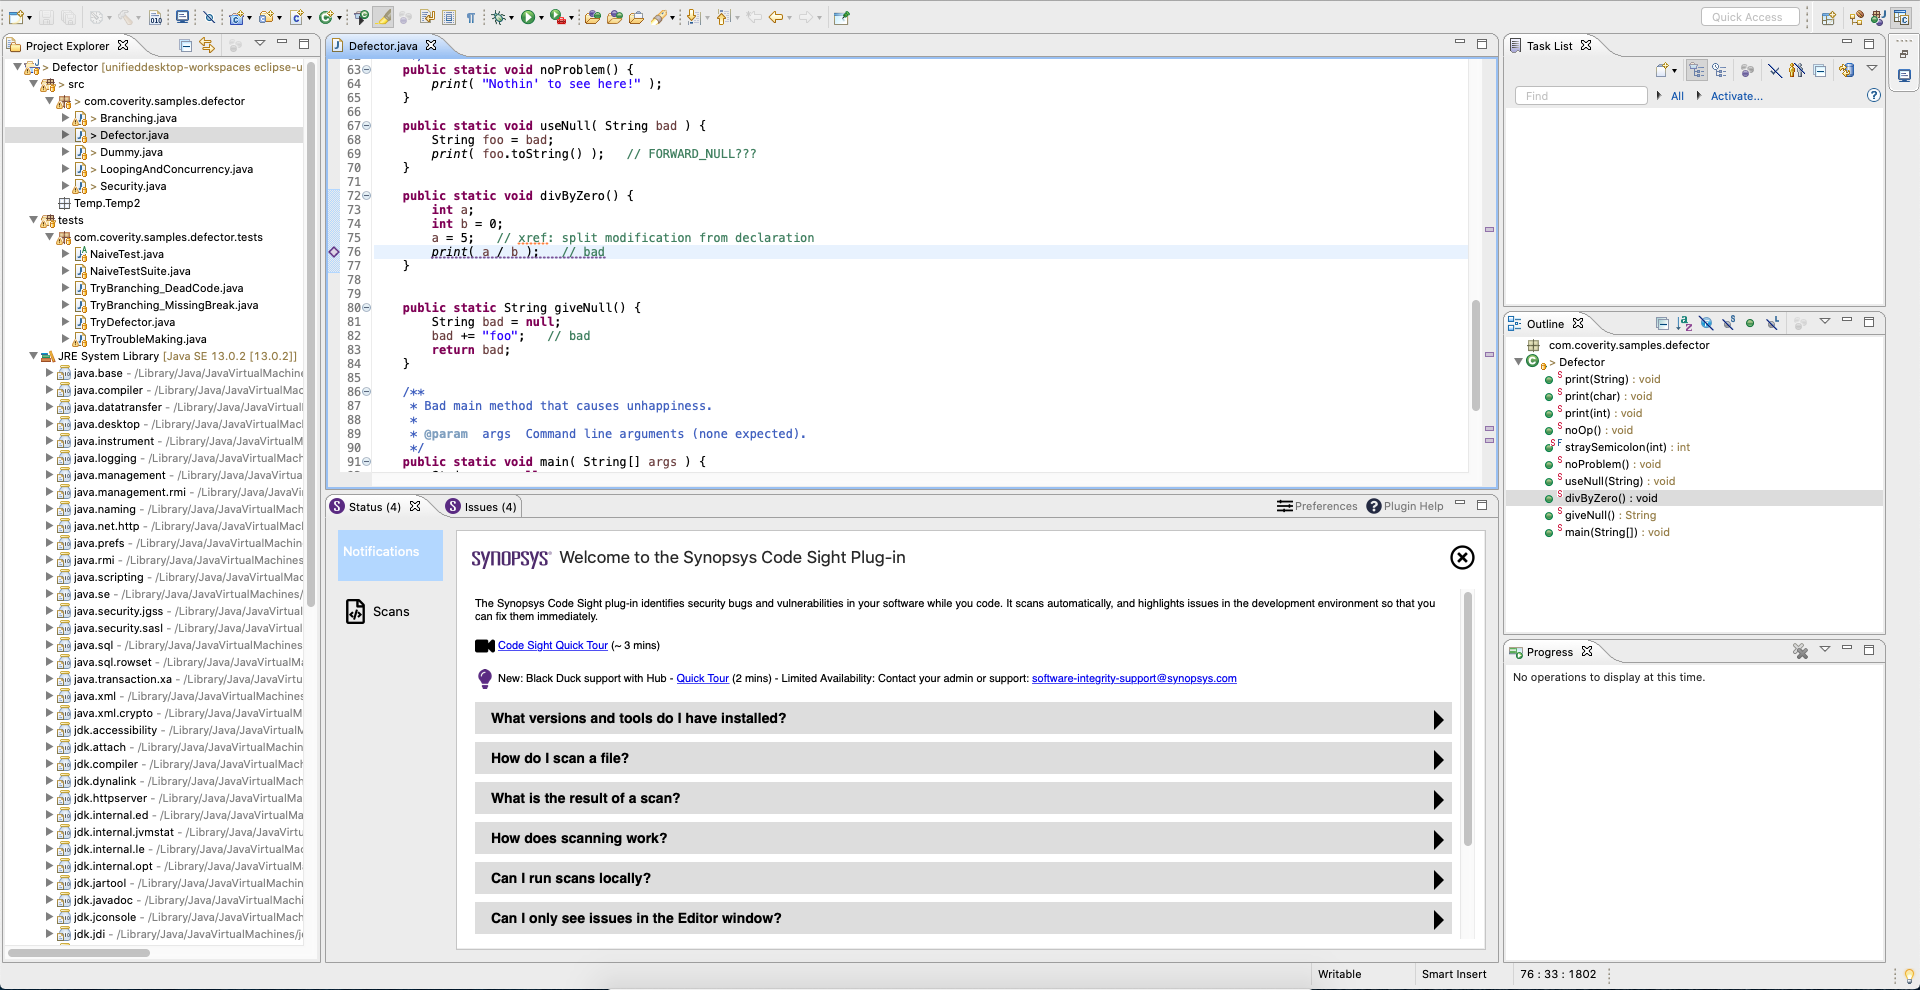 Quick Access
Project Explorer
> Defector [unifieddesktop-workspaces eclipse-u
> src
> com.coverity.samples.defector
> Branching.java
> Defector.java
> Dummy.java
> LoopingAndConcurrency.java
> Security.java
Temp.Temp2
tests
com.coverity.samples.defector.tests
NaiveTest.java
NaiveTestSuite.java
TryBranching_DeadCode.java
TryBranching_MissingBreak.java
TryDefector.java
TryTroubleMaking.java
JRE System Library [Java SE 13.0.2 [13.0.2]]
java.base - /Library/Java/JavaVirtualMachine
java.compiler - /Library/Java/JavaVirtualMac
java.datatransfer - /Library/Java/JavaVirtual
java.desktop - /Library/Java/JavaVirtualMach
java.instrument - /Library/Java/JavaVirtualM
java.logging - /Library/Java/JavaVirtualMach
java.management - /Library/Java/JavaVirtua
java.management.rmi - /Library/Java/JavaVi
java.naming - /Library/Java/JavaVirtualMach
java.net.http - /Library/Java/JavaVirtualMac
java.prefs - /Library/Java/JavaVirtualMachin
java.rmi - /Library/Java/JavaVirtualMachines
java.scripting - /Library/Java/JavaVirtualMac
java.se - /Library/Java/JavaVirtualMachines/
java.security.jgss - /Library/Java/JavaVirtual
java.security.sasl - /Library/Java/JavaVirtual
java.sql - /Library/Java/JavaVirtualMachines
java.sql.rowset - /Library/Java/JavaVirtualM
java.transaction.xa - /Library/Java/JavaVirtu
java.xml - /Library/Java/JavaVirtualMachines
java.xml.crypto - /Library/Java/JavaVirtualM
jdk.accessibility - /Library/Java/JavaVirtualM
jdk.attach - /Library/Java/JavaVirtualMachin
jdk.compiler - /Library/Java/JavaVirtualMach
jdk.dynalink - /Library/Java/JavaVirtualMach
jdk.httpserver - /Library/Java/JavaVirtualMa
jdk.internal.ed - /Library/Java/JavaVirtualMa
jdk.internal.jvmstat - /Library/Java/JavaVirtu
jdk.internal.le - /Library/Java/JavaVirtualMa
jdk.internal.opt - /Library/Java/JavaVirtualM
jdk.jartool - /Library/Java/JavaVirtualMachin
jdk.javadoc - /Library/Java/JavaVirtualMach
jdk.jconsole - /Library/Java/JavaVirtualMach
jdk.jdi - /Library/Java/JavaVirtualMachines/j
Defector.java
63 public static void noProblem() {
64 print( "Nothin' to see here!" );
65 }
66
67 public static void useNull( String bad ) {
68 String foo = bad;
69 print( foo.toString() ); // FORWARD_NULL???
70 }
71
72 public static void divByZero() {
73 int a;
74 int b = 0;
75 a = 5; // xref: split modification from declaration
76 print( a / b ); // bad
77 }
78
79
80 public static String giveNull() {
81 String bad = null;
82 bad += "foo"; // bad
83 return bad;
84 }
85
86 /**
87 * Bad main method that causes unhappiness.
88 *
89 * @param args Command line arguments (none expected).
90 */
91 public static void main( String[] args ) {
Status (4)
Issues (4)
Preferences
Plugin Help
Notifications
Scans
SYNOPSYS Welcome to the Synopsys Code Sight Plug-in
The Synopsys Code Sight plug-in identifies security bugs and vulnerabilities in your software while you code. It scans automatically, and highlights issues in the development environment so that you
can fix them immediately.
Code Sight Quick Tour (~ 3 mins)
New: Black Duck support with Hub - Quick Tour (2 mins) - Limited Availability: Contact your admin or support: software-integrity-support@synopsys.com
What versions and tools do I have installed?
How do I scan a file?
What is the result of a scan?
How does scanning work?
Can I run scans locally?
Can I only see issues in the Editor window?
Task List
Find
All
Activate...
Outline
com.coverity.samples.defector
> Defector
print(String) : void
print(char) : void
print(int) : void
noOp() : void
straySemicolon(int) : int
noProblem() : void
useNull(String) : void
divByZero() : void
giveNull() : String
main(String[]) : void
Progress
No operations to display at this time.
Writable
Smart Insert
76 : 33 : 1802